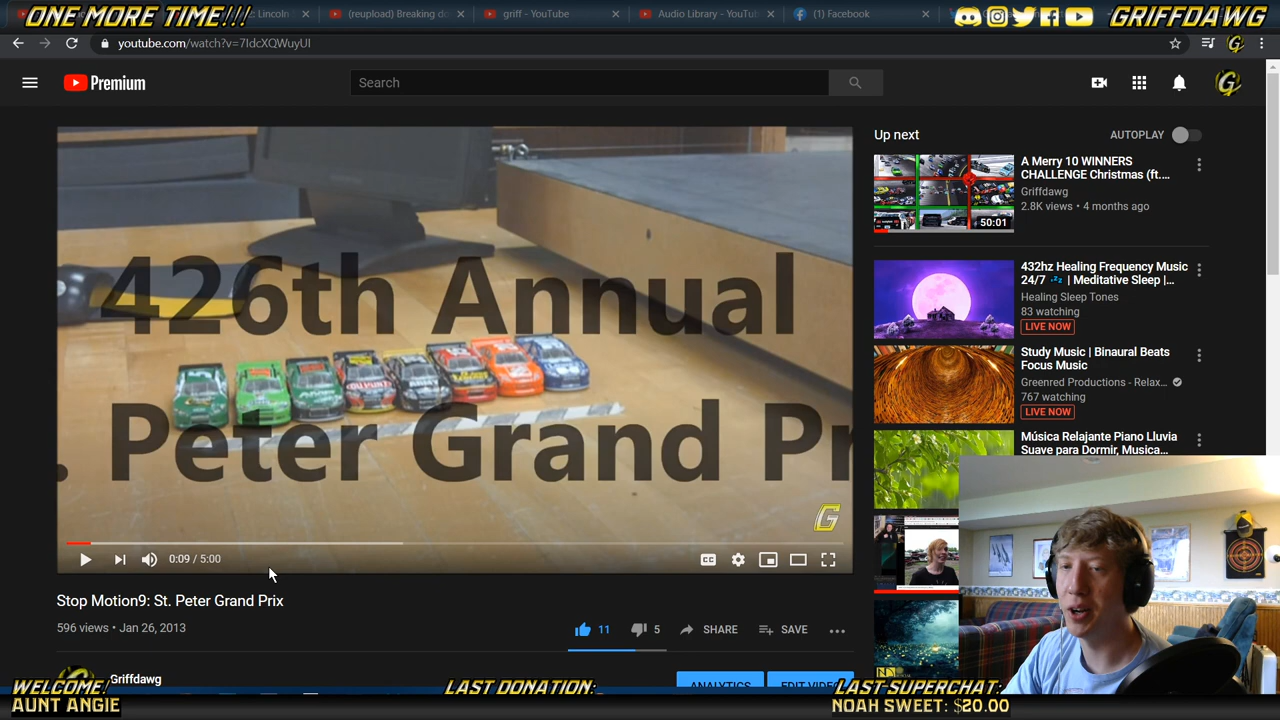 ONE MORE TIME!!!
Lincoln
(reupload) Breaking do
griff - YouTube
Audio Library - YouTu
(1) Facebook
GRIFFDAWG
youtube.com/watch?v=7IdcXQWuyUI
Premium
Search
426th Annual
. Peter Grand Pr
G
0:09 / 5:00
Up next
AUTOPLAY
A Merry 10 WINNERS
CHALLENGE Christmas (ft....
Griffdawg
2.8K views • 4 months ago
50:01
432hz Healing Frequency Music
24/7 💤 | Meditative Sleep |...
Healing Sleep Tones
83 watching
LIVE NOW
Study Music | Binaural Beats
Focus Music
Greenred Productions - Relax...
767 watching
LIVE NOW
Música Relajante Piano Lluvia
Suave para Dormir, Musica...
Stop Motion9: St. Peter Grand Prix
596 views • Jan 26, 2013
11
5
SHARE
SAVE
Griffdawg
ANALYTICS
EDIT VIDEO
WELCOME!
AUNT ANGIE
LAST DONATION:
LAST SUPERCHAT:
NOAH SWEET: $20.00